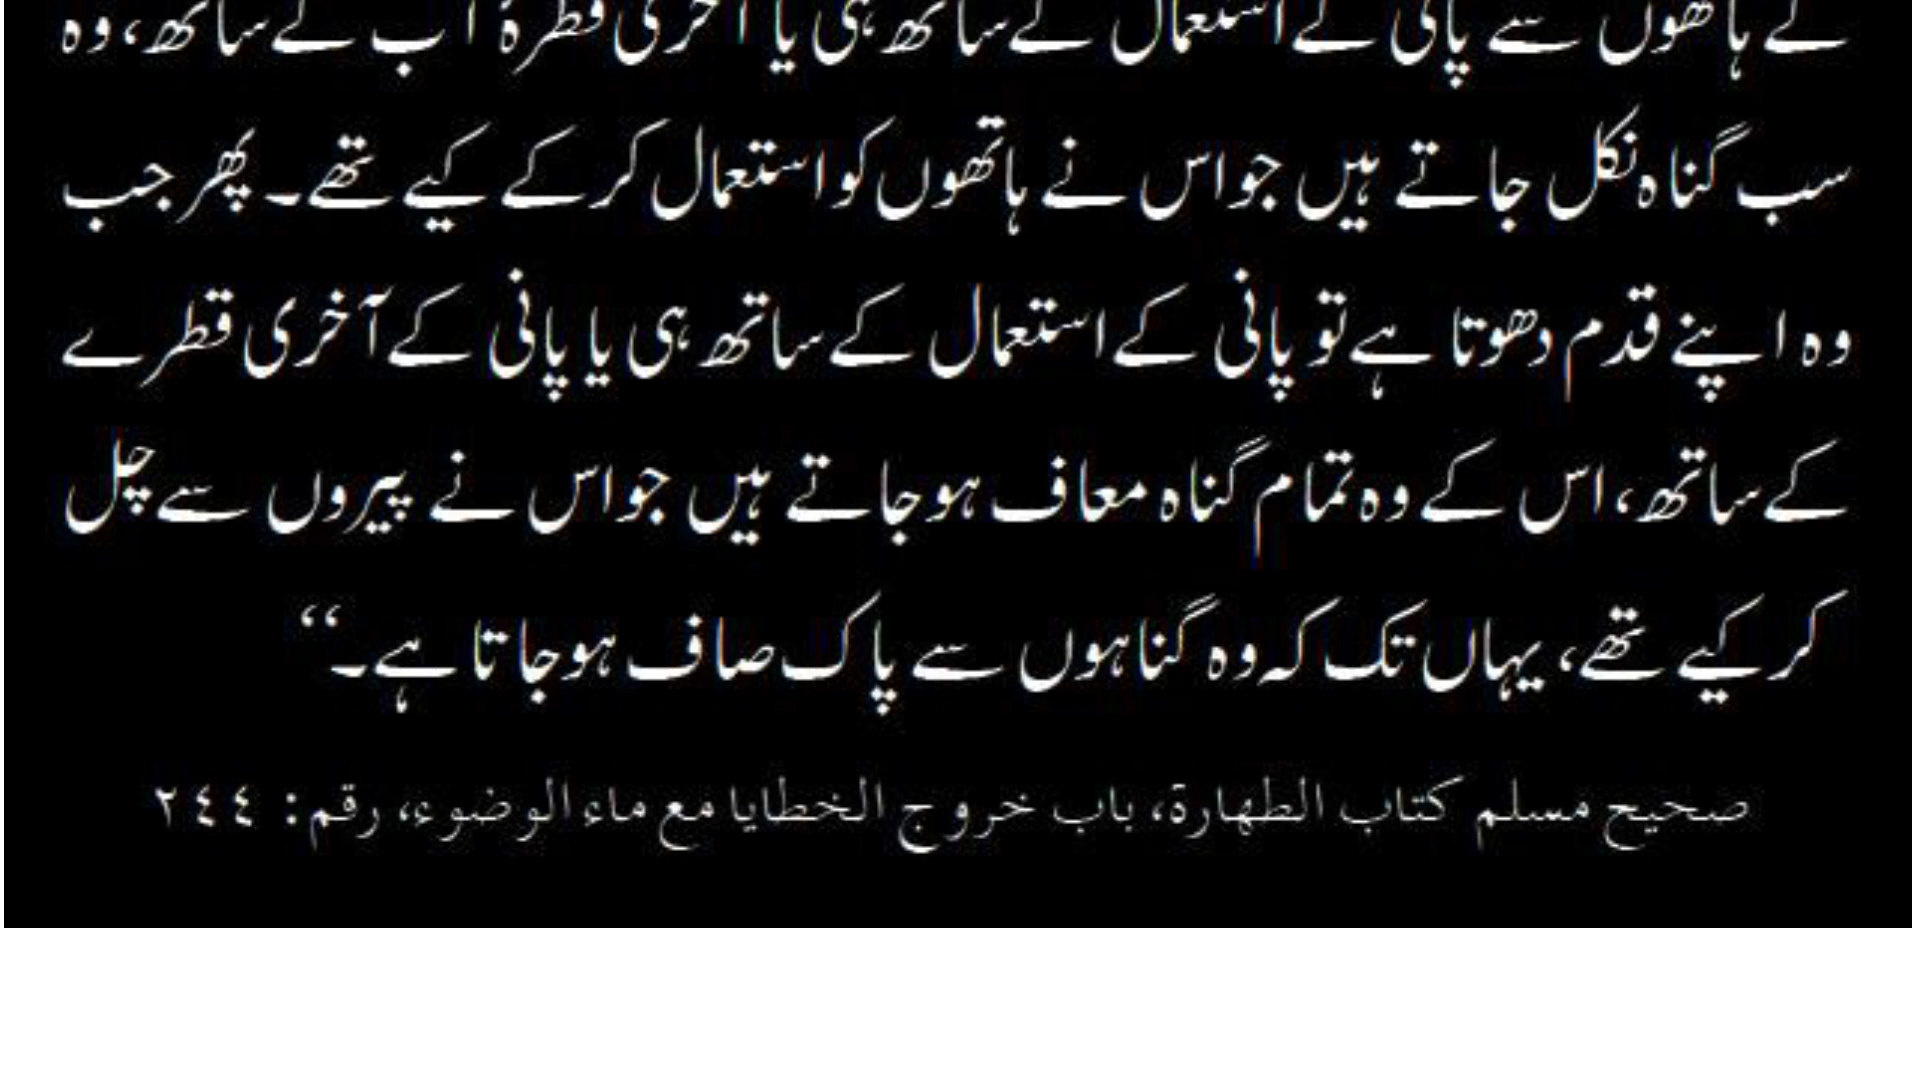 کے ہاتھوں سے پانی کے استعمال کے ساتھ ہی یا آخری قطرۂ آب کے ساتھ، وہ
سب گناہ نکل جاتے ہیں جو اس نے ہاتھوں کو استعمال کر کے کیے تھے۔ پھر جب
وہ اپنے قدم دھوتا ہے تو پانی کے استعمال کے ساتھ ہی یا پانی کے آخری قطرے
کے ساتھ، اس کے وہ تمام گناہ معاف ہو جاتے ہیں جو اس نے پیروں سے چل
کر کیے تھے، یہاں تک کہ وہ گناہوں سے پاک صاف ہو جاتا ہے۔‘‘
صحیح مسلم کتاب الطهارة، باب خروج الخطایا مع ماء الوضوء، رقم: ٢٤٤